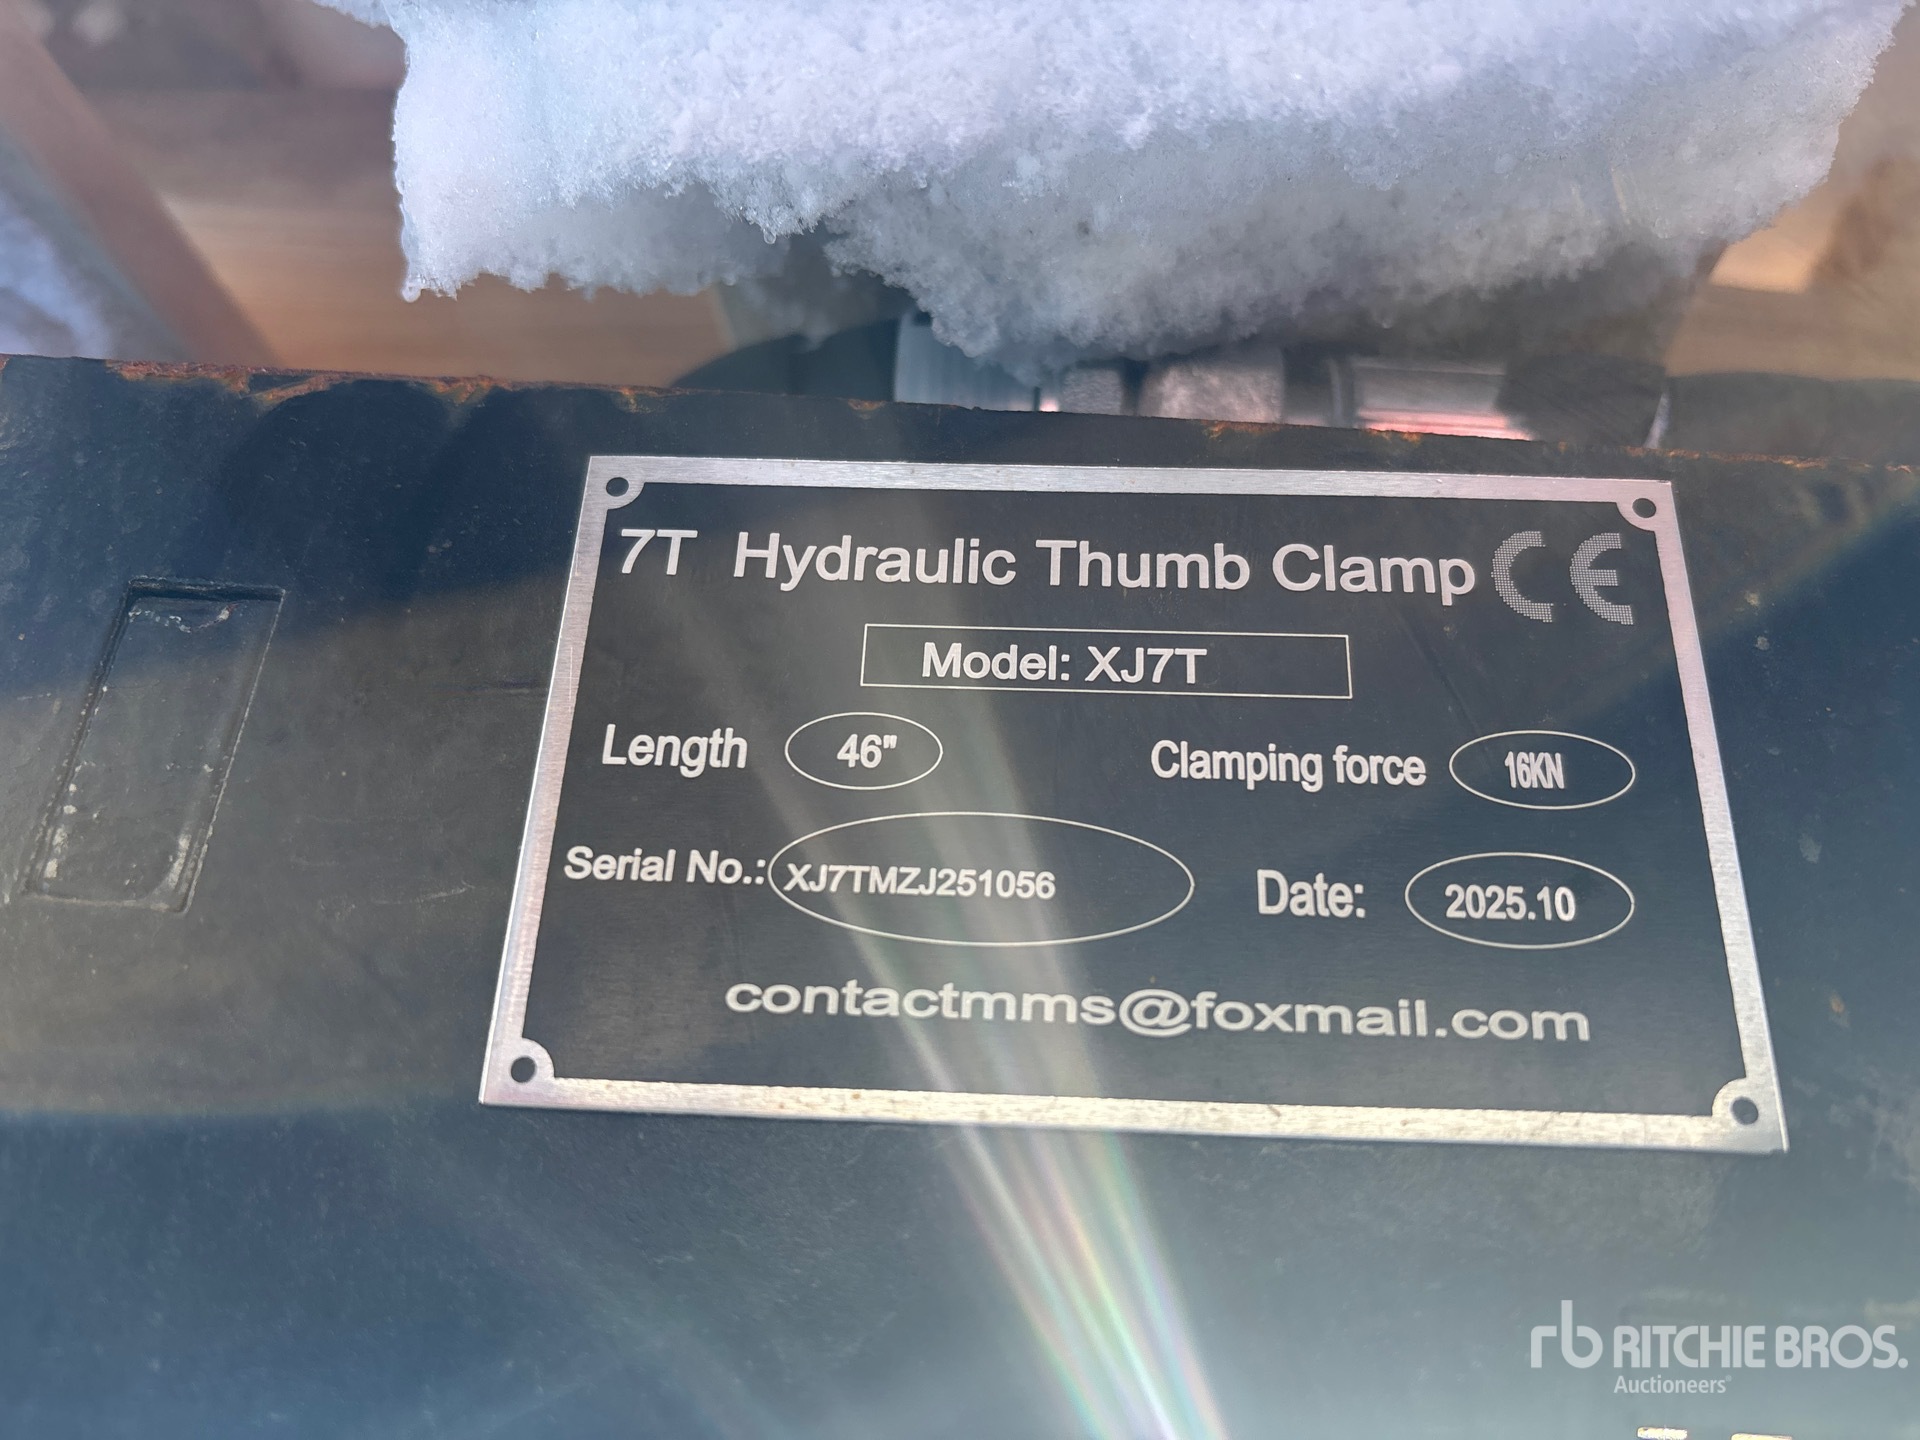 7T Hydraulic Thumb Clamp CE
Model: XJ7T
Length 46" Clamping force 16KN
Serial No.: XJ7TMZJ251056 Date: 2025.10
contactmms@foxmail.com
rb RITCHIE BROS.
Auctioneers